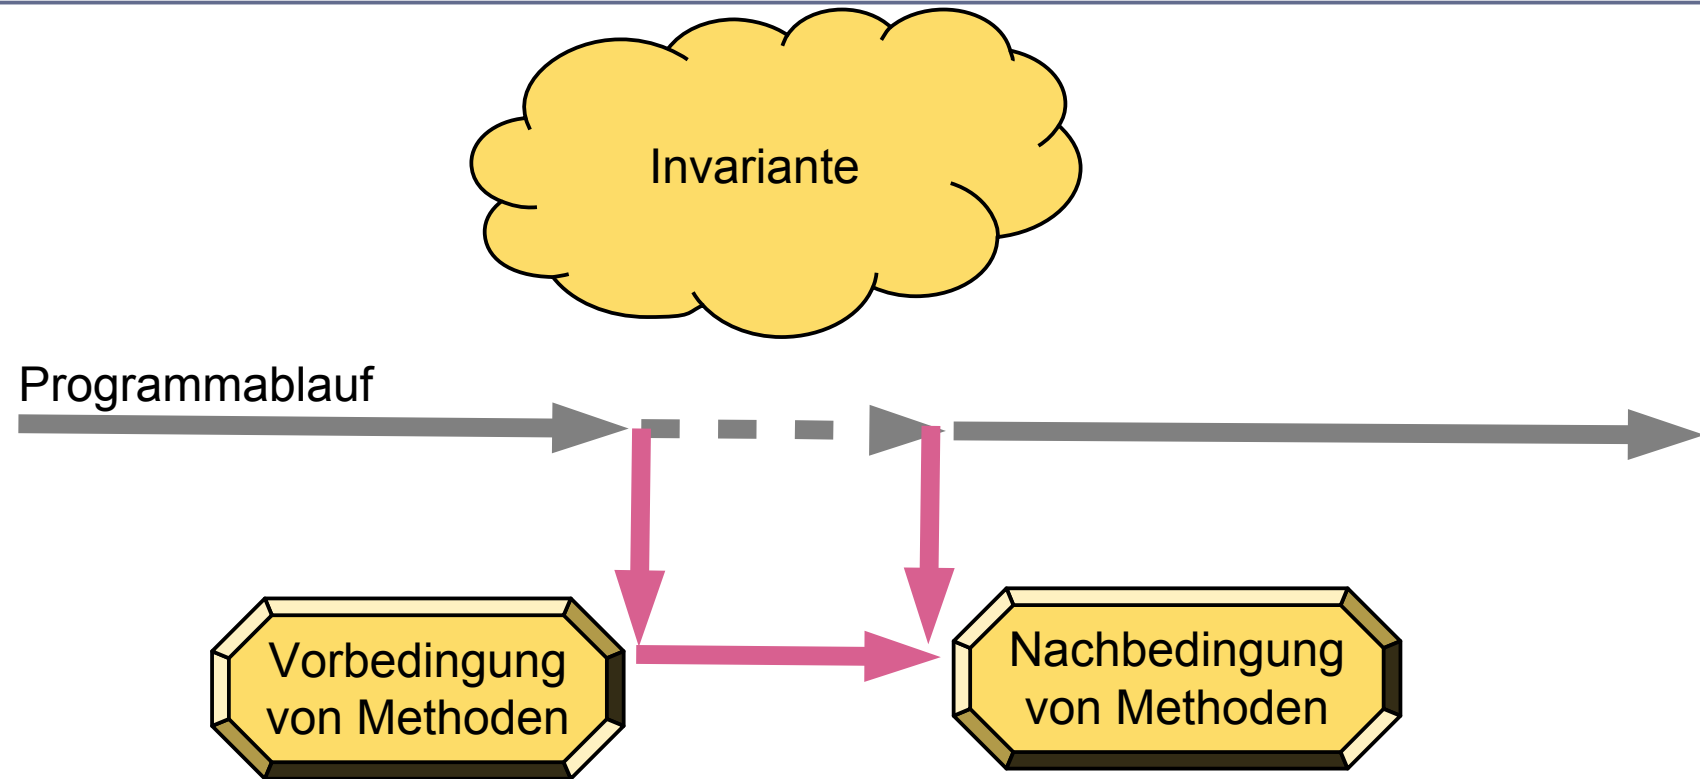 Invariante
Programmablauf
Vorbedingung
von Methoden
Nachbedingung
von Methoden